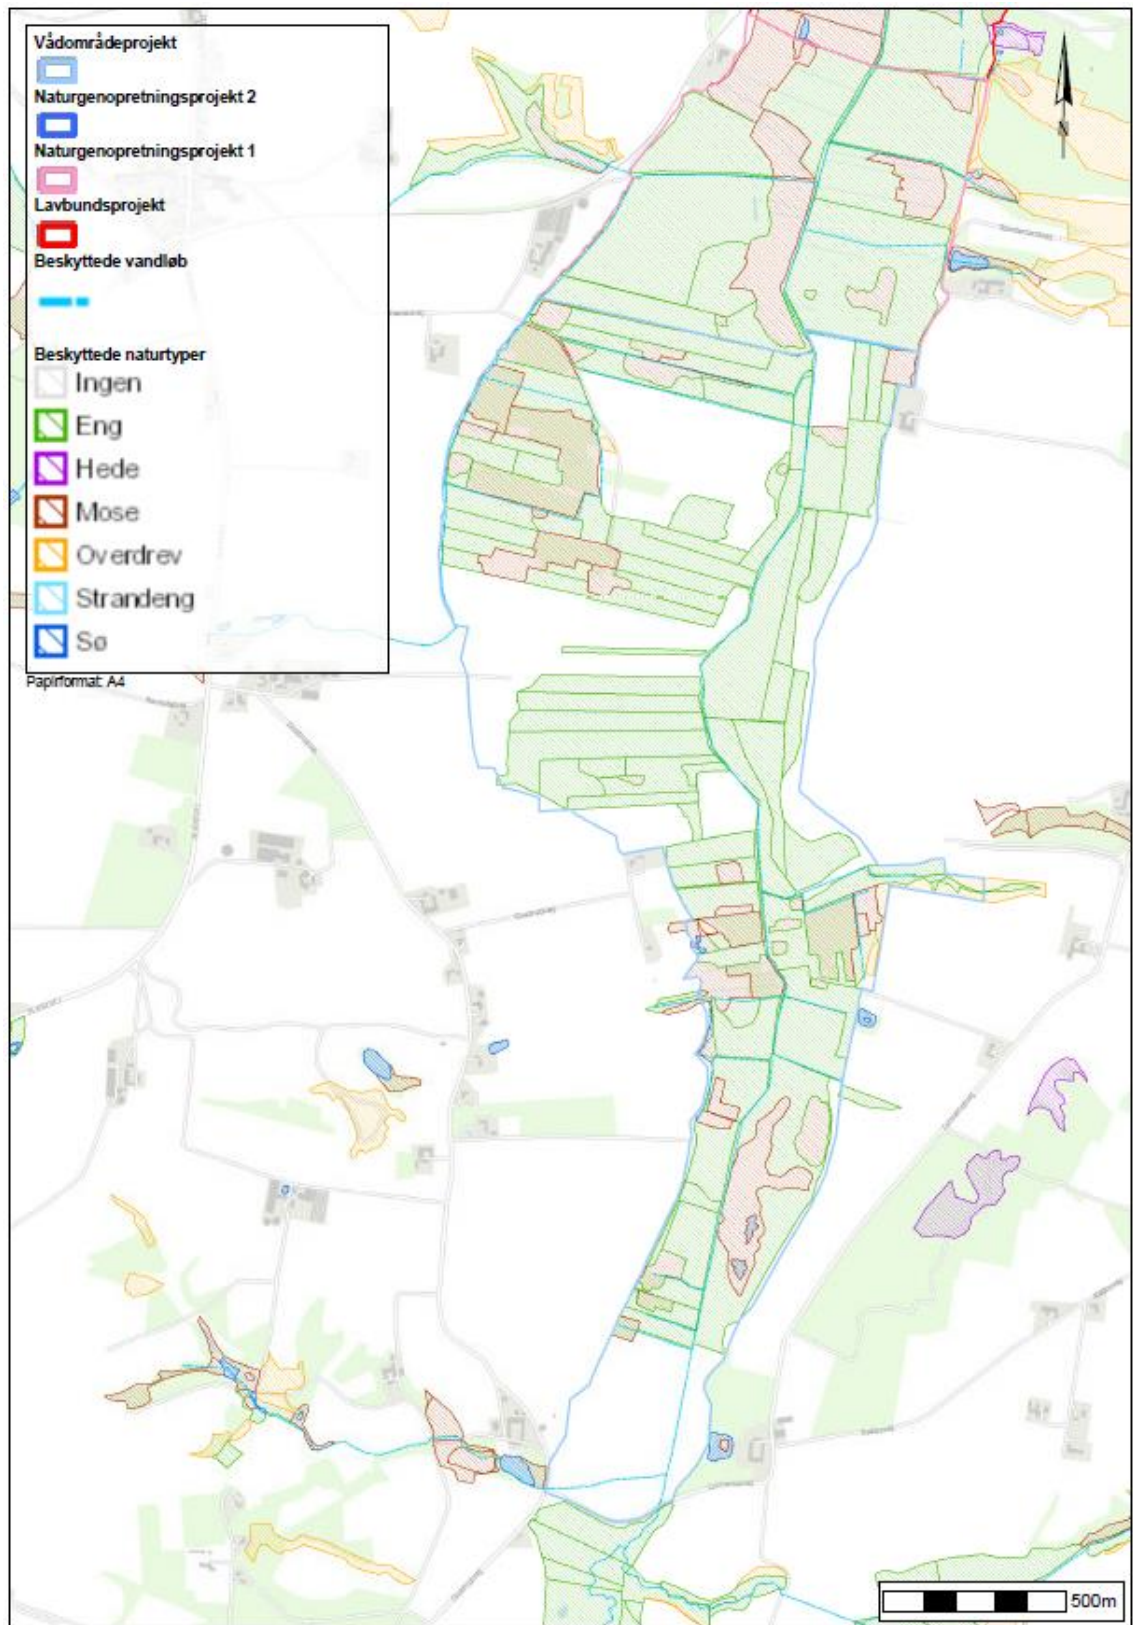 Vådområdeprojekt
Naturgenopretningsprojekt 2
Naturgenopretningsprojekt 1
Lavbundsprojekt
Beskyttede vandløb
Beskyttede naturtyper
Ingen
Eng
Hede
Mose
Overdrev
Strandeng
Sø
Papirformat: A4
N
500m